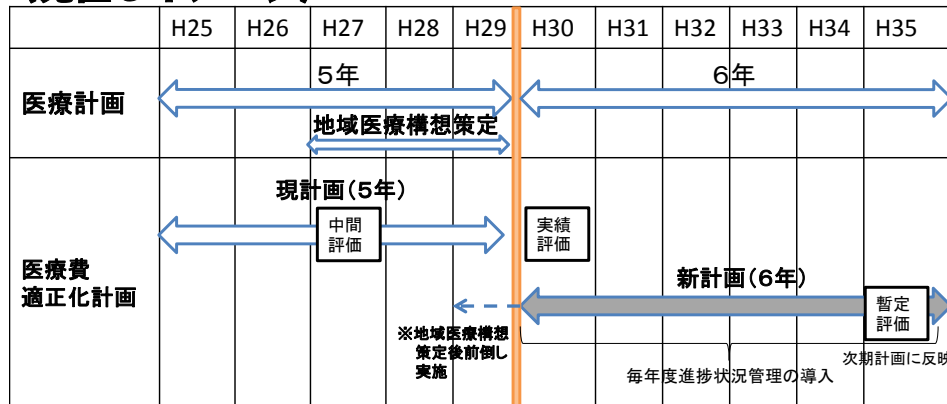 H25 H26 H27 H28 H29 H30 H31 H32 H33 H34 H35
医療計画
5年
6年
地域医療構想策定
医療費
適正化計画
現計画(5年)
中間
評価
実績
評価
新計画(6年)
暫定
評価
※地域医療構想
策定後前倒し
実施
次期計画に反映
毎年度進捗状況管理の導入